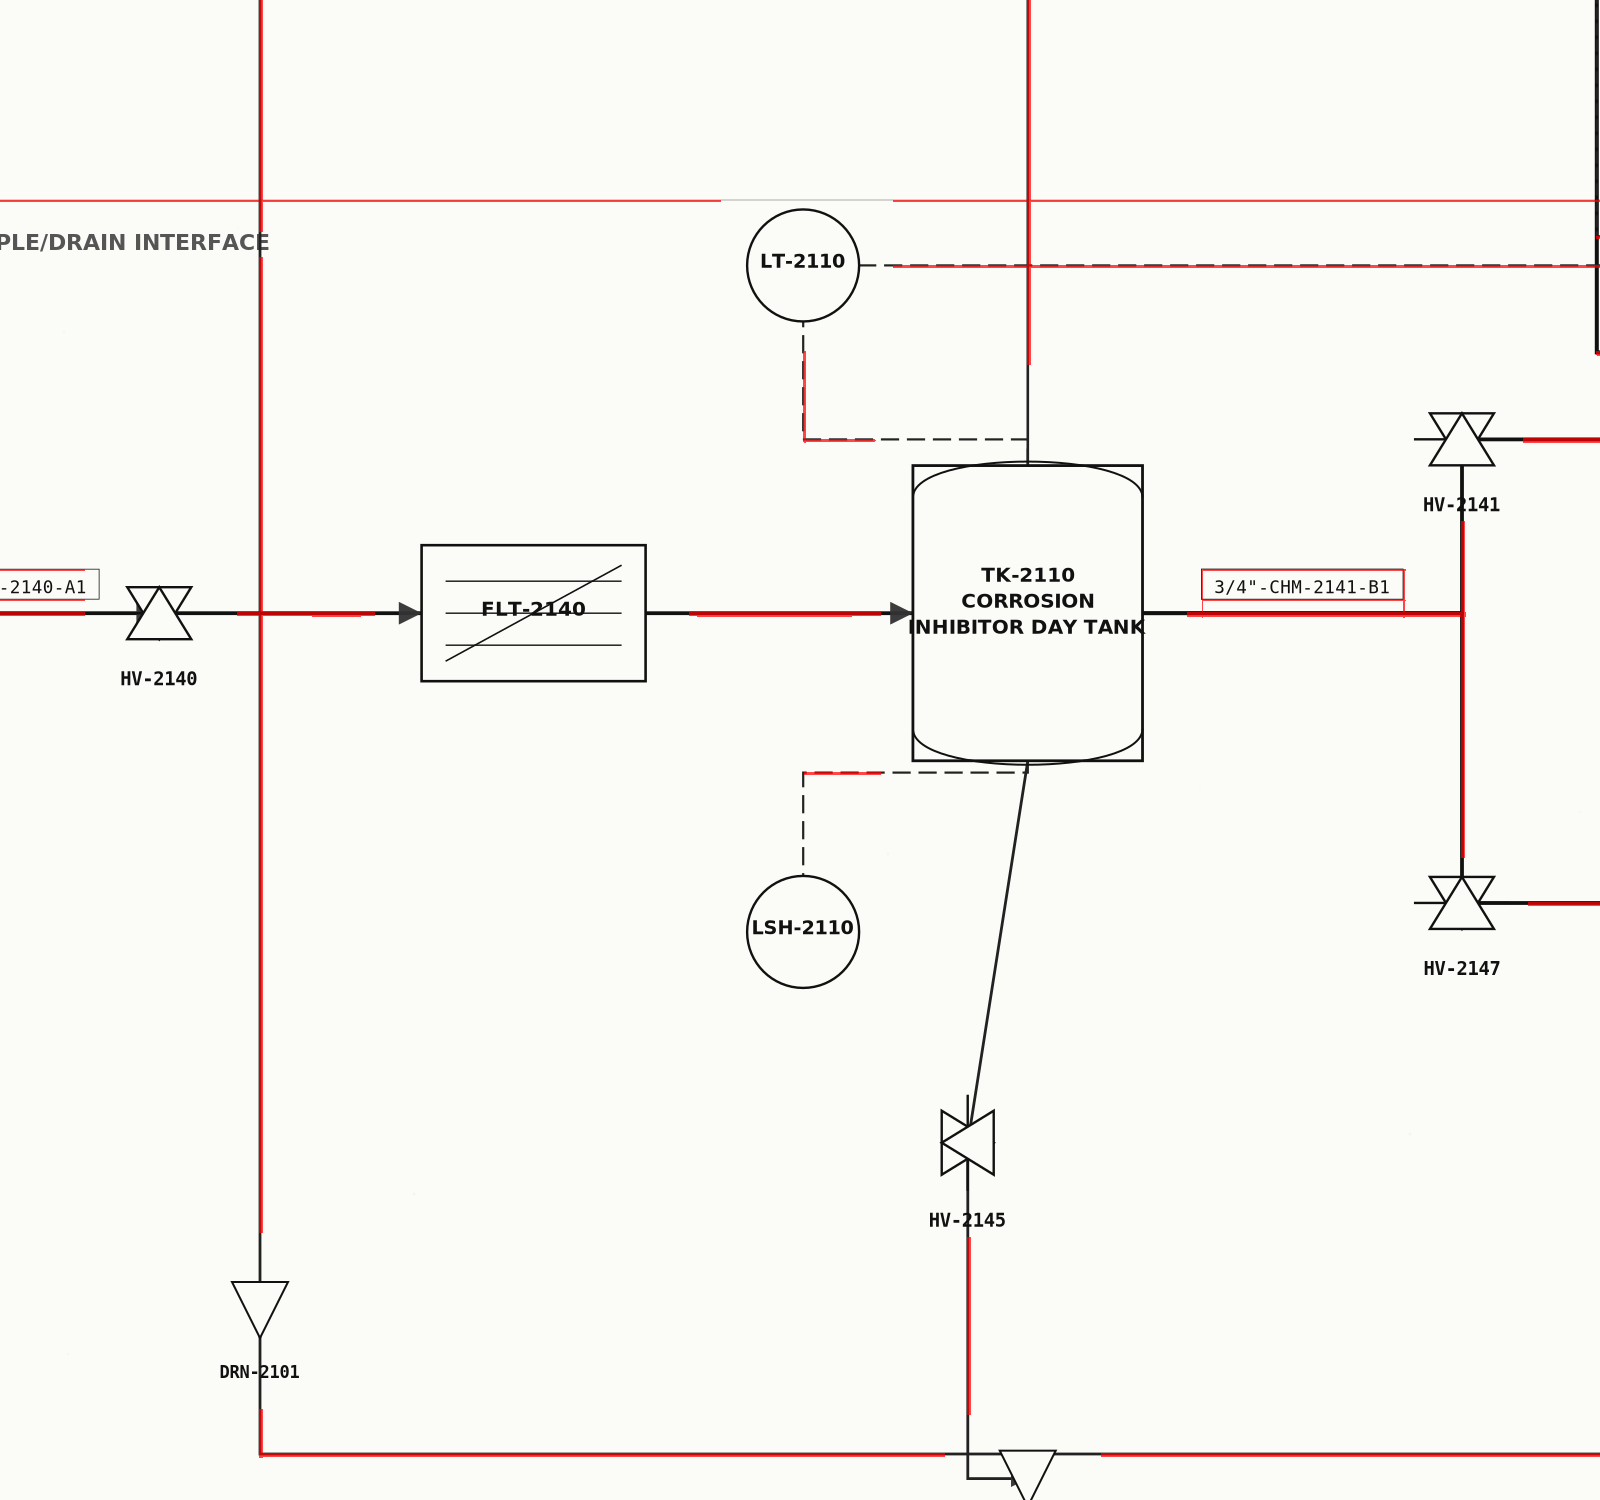 PLE/DRAIN INTERFACE
LT-2110
HV-2141
-2140-A1
3/4"-CHM-2141-B1
FLT-2140
TK-2110
CORROSION
INHIBITOR DAY TANK
HV-2140
LSH-2110
HV-2147
HV-2145
DRN-2101